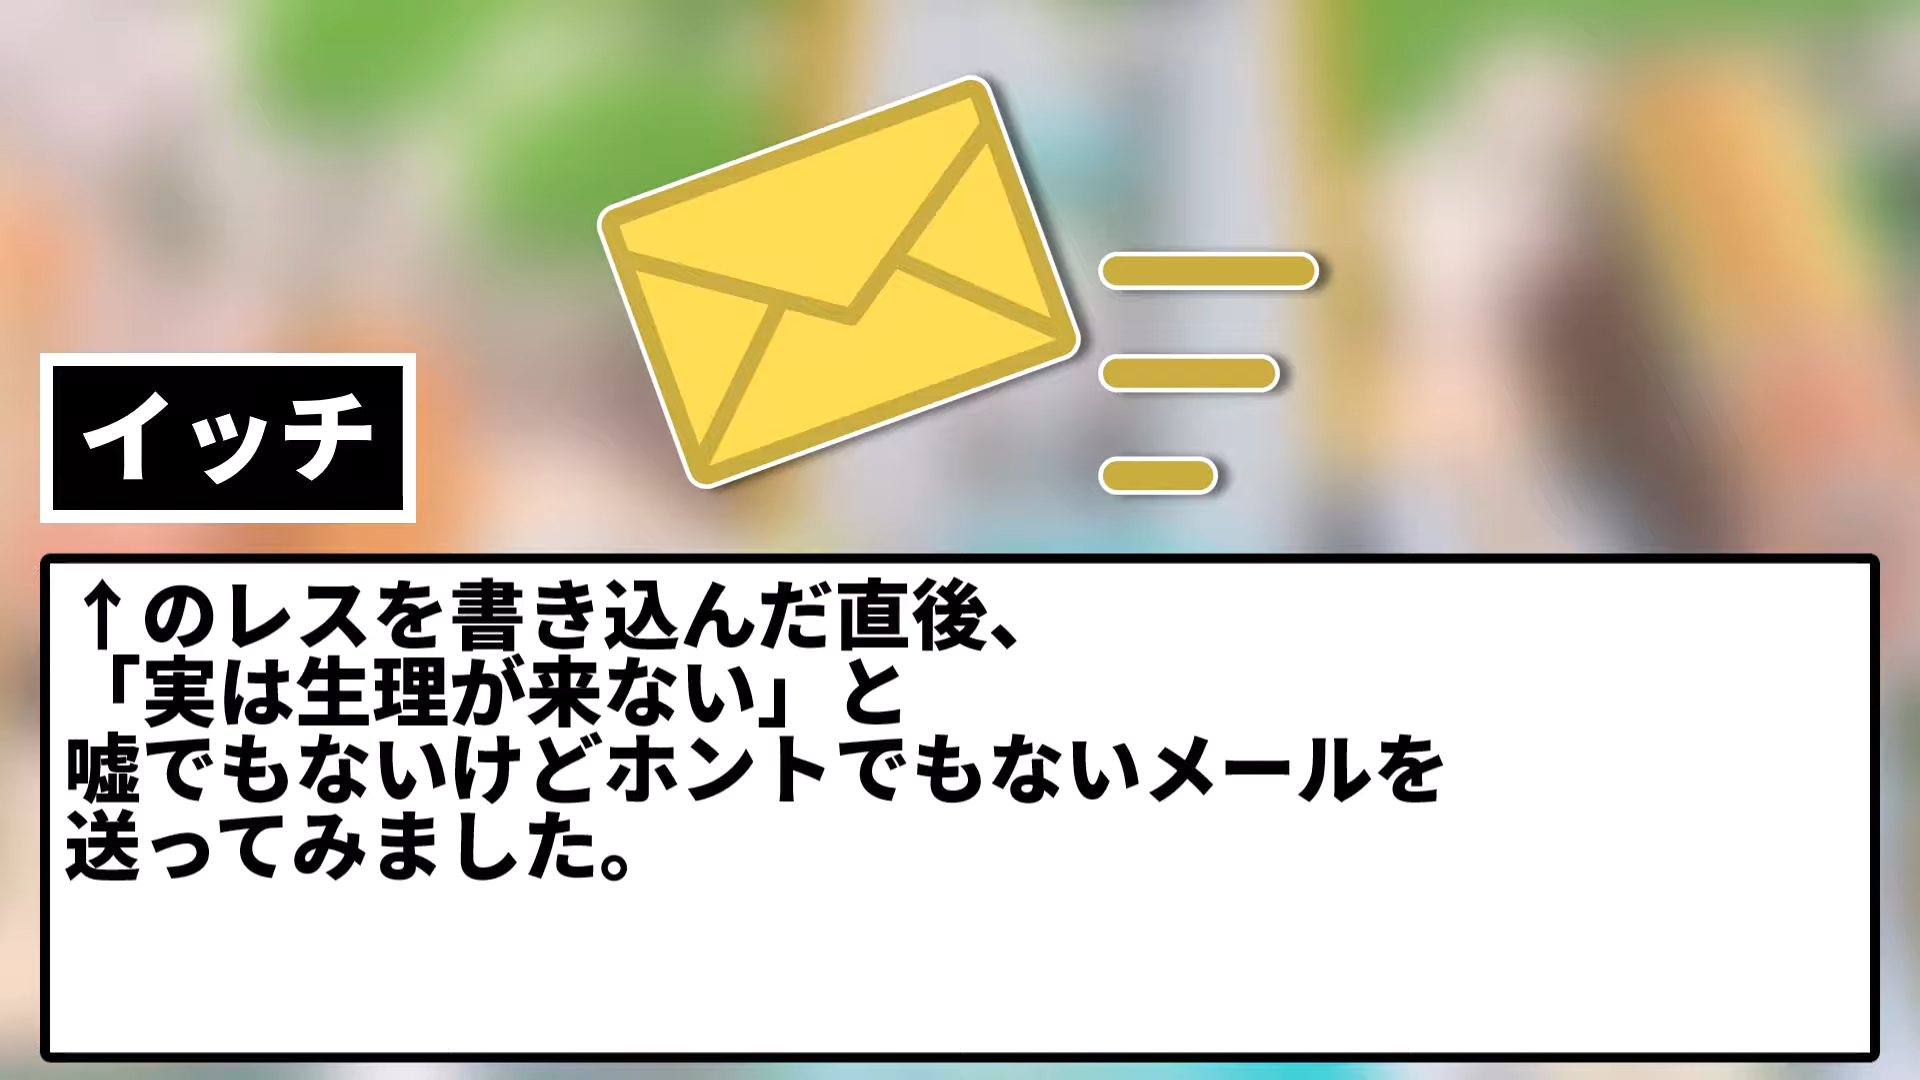 イッチ
↑のレスを書き込んだ直後、
「実は生理が来ない」と
嘘でもないけどホントでもないメールを
送ってみました。